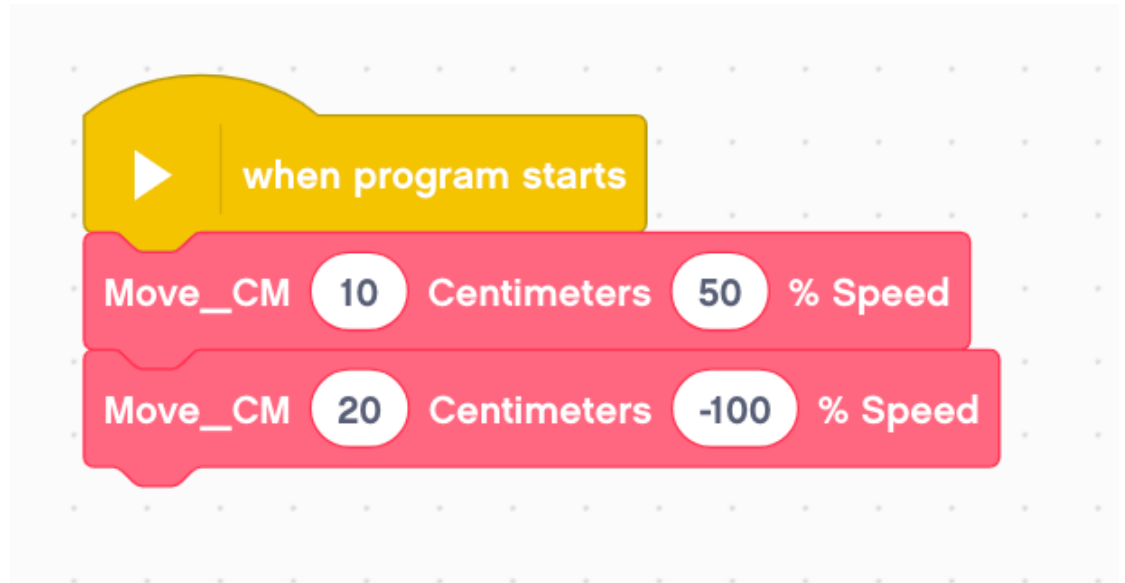 when program starts
Move_CM 10 Centimeters 50 % Speed
Move_CM 20 Centimeters -100 % Speed